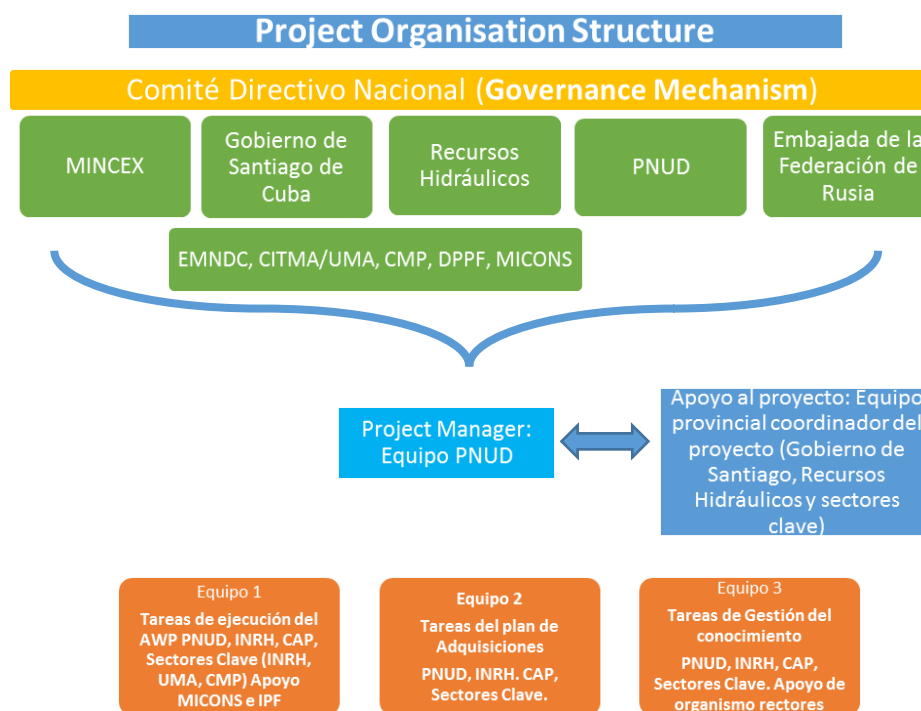 Project Organisation Structure
Comité Directivo Nacional (Governance Mechanism)
MINCEX
Gobierno de
Santiago de
Cuba
Recursos
Hidráulicos
PNUD
Embajada de la
Federación de
Rusia
EMNDC, CITMA/UMA, CMP, DPPF, MICONS
Project Manager:
Equipo PNUD
Apoyo al proyecto: Equipo
provincial coordinador del
proyecto (Gobierno de
Santiago, Recursos
Hidráulicos y sectores
clave)
Equipo 1
Tareas de ejecución del
AWP PNUD, INRH, CAP,
Sectores Clave (INRH,
UMA, CMP) Apoyo
MICONS e IPF
Equipo 2
Tareas del plan de
Adquisiciones
PNUD, INRH. CAP,
Sectores Clave.
Equipo 3
Tareas de Gestión del
conocimiento
PNUD, INRH, CAP,
Sectores Clave. Apoyo de
organismo rectores